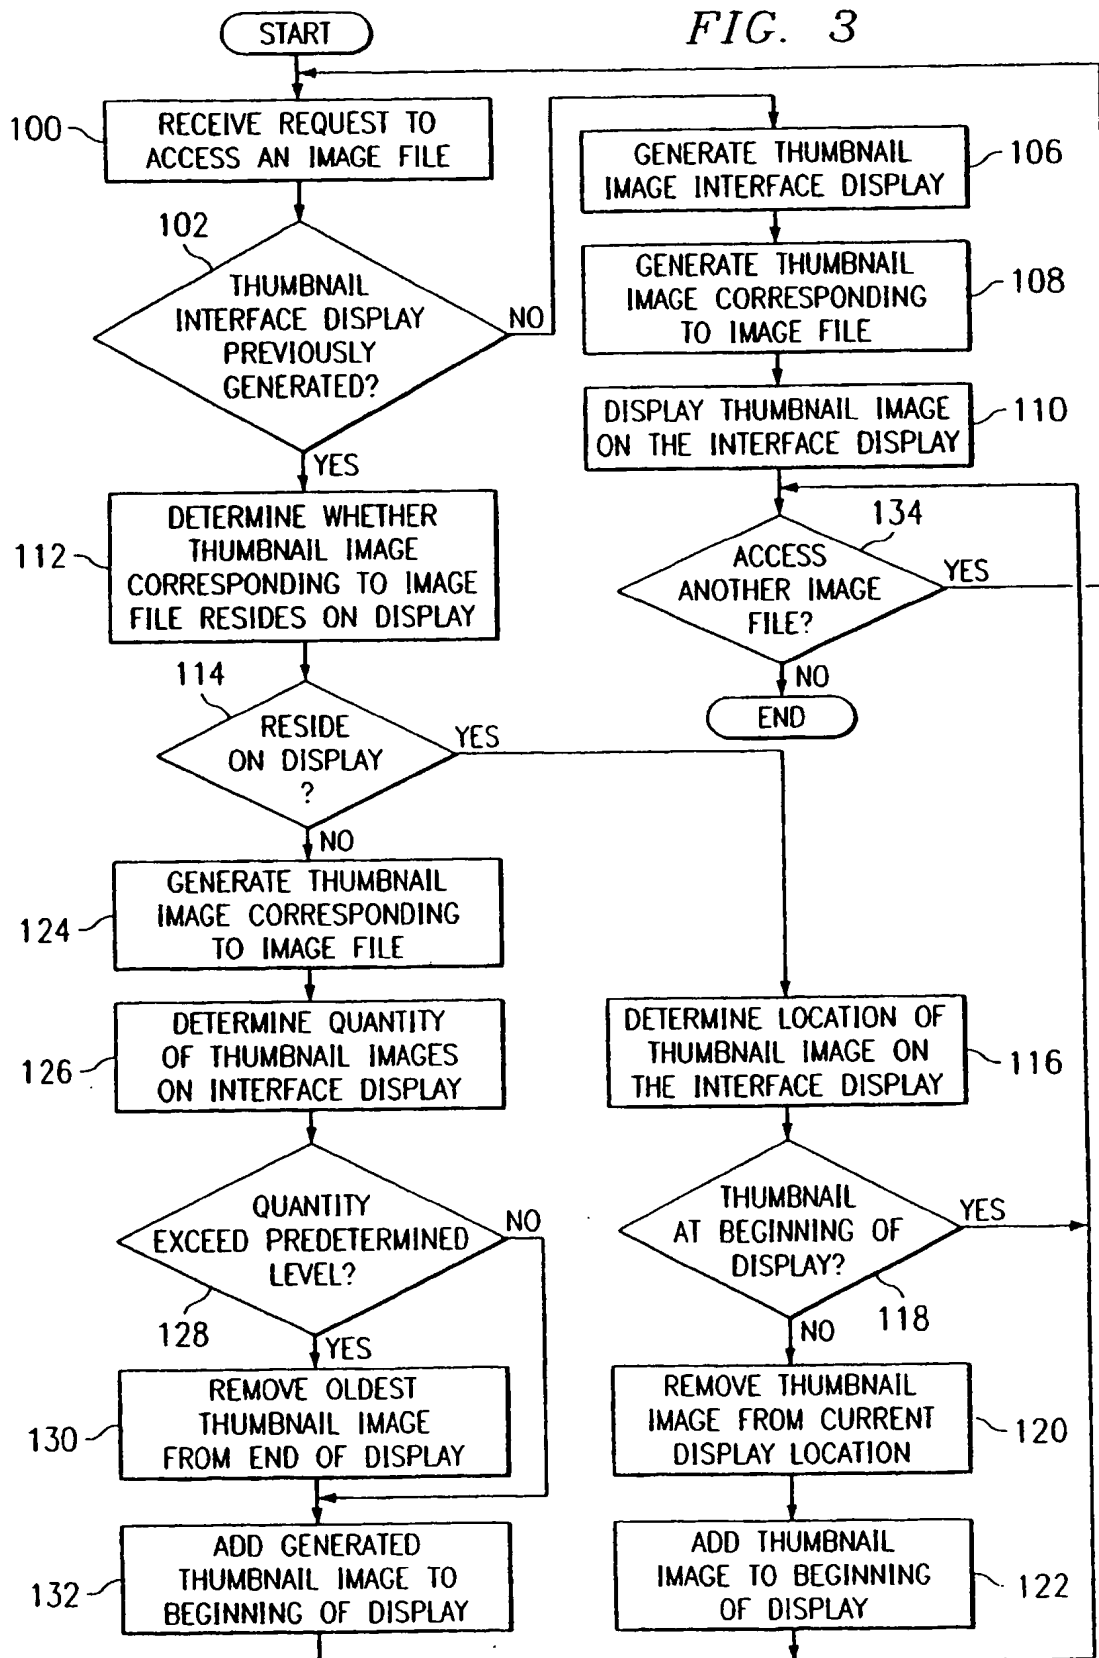 FIG. 3
START
100
RECEIVE REQUEST TO
ACCESS AN IMAGE FILE
102
THUMBNAIL
INTERFACE DISPLAY
PREVIOUSLY
GENERATED?
NO
YES
GENERATE THUMBNAIL
IMAGE INTERFACE DISPLAY
106
GENERATE THUMBNAIL
IMAGE CORRESPONDING
TO IMAGE FILE
108
DISPLAY THUMBNAIL IMAGE
ON THE INTERFACE DISPLAY
110
134
ACCESS
ANOTHER IMAGE
FILE?
YES
NO
END
112
DETERMINE WHETHER
THUMBNAIL IMAGE
CORRESPONDING TO IMAGE
FILE RESIDES ON DISPLAY
114
RESIDE
ON DISPLAY
?
YES
NO
124
GENERATE THUMBNAIL
IMAGE CORRESPONDING
TO IMAGE FILE
126
DETERMINE QUANTITY
OF THUMBNAIL IMAGES
ON INTERFACE DISPLAY
QUANTITY
EXCEED PREDETERMINED
LEVEL?
128
NO
YES
130
REMOVE OLDEST
THUMBNAIL IMAGE
FROM END OF DISPLAY
132
ADD GENERATED
THUMBNAIL IMAGE TO
BEGINNING OF DISPLAY
DETERMINE LOCATION OF
THUMBNAIL IMAGE ON
THE INTERFACE DISPLAY
116
THUMBNAIL
AT BEGINNING OF
DISPLAY?
YES
118
NO
REMOVE THUMBNAIL
IMAGE FROM CURRENT
DISPLAY LOCATION
120
ADD THUMBNAIL
IMAGE TO BEGINNING
OF DISPLAY
122